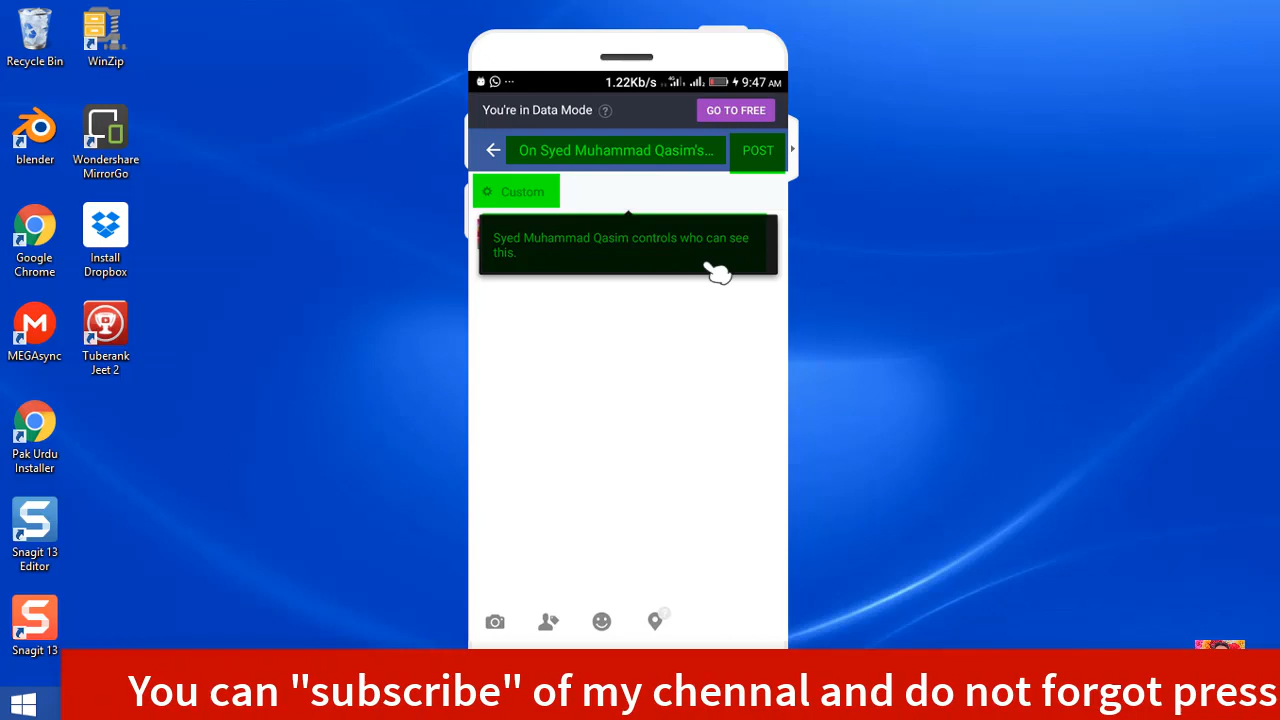 Recycle Bin
WinZip
blender
Wondershare
MirrorGo
Google
Chrome
Install
Dropbox
MEGAsync
Tuberank
Jeet 2
Pak Urdu
Installer
Snagit 13
Editor
Snagit 13
1.22Kb/s
4G
9:47 AM
You're in Data Mode ?
GO TO FREE
On Syed Muhammad Qasim's...
POST
Custom
Syed Muhammad Qasim controls who can see
this.
You can "subscribe" of my chennal and do not forgot press